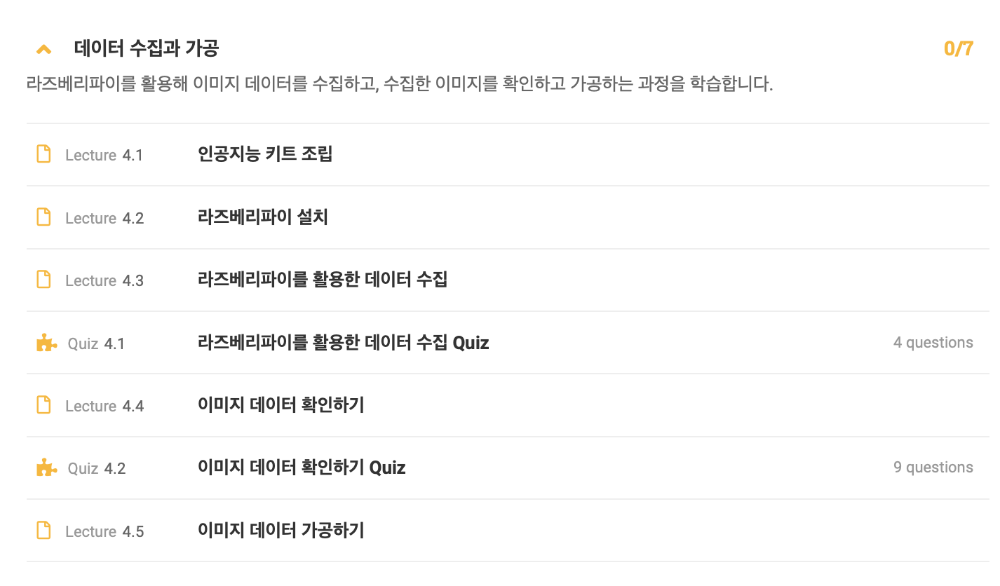 데이터 수집과 가공 0/7
라즈베리파이를 활용해 이미지 데이터를 수집하고, 수집한 이미지를 확인하고 가공하는 과정을 학습합니다.
Lecture 4.1 인공지능 키트 조립
Lecture 4.2 라즈베리파이 설치
Lecture 4.3 라즈베리파이를 활용한 데이터 수집
Quiz 4.1 라즈베리파이를 활용한 데이터 수집 Quiz 4 questions
Lecture 4.4 이미지 데이터 확인하기
Quiz 4.2 이미지 데이터 확인하기 Quiz 9 questions
Lecture 4.5 이미지 데이터 가공하기